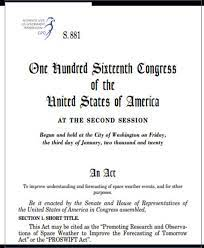 AUTHENTICATED
U.S. GOVERNMENT
INFORMATION
GPO
S. 881
One Hundred Sixteenth Congress
of the
United States of America
AT THE SECOND SESSION
Begun and held at the City of Washington on Friday,
the third day of January, two thousand and twenty
An Act
To improve understanding and forecasting of space weather events, and for other
purposes.
Be it enacted by the Senate and House of Representatives of
the United States of America in Congress assembled,
SECTION 1. SHORT TITLE.
This Act may be cited as the “Promoting Research and Observa-
tions of Space Weather to Improve the Forecasting of Tomorrow
Act” or the “PROSWIFT Act”.